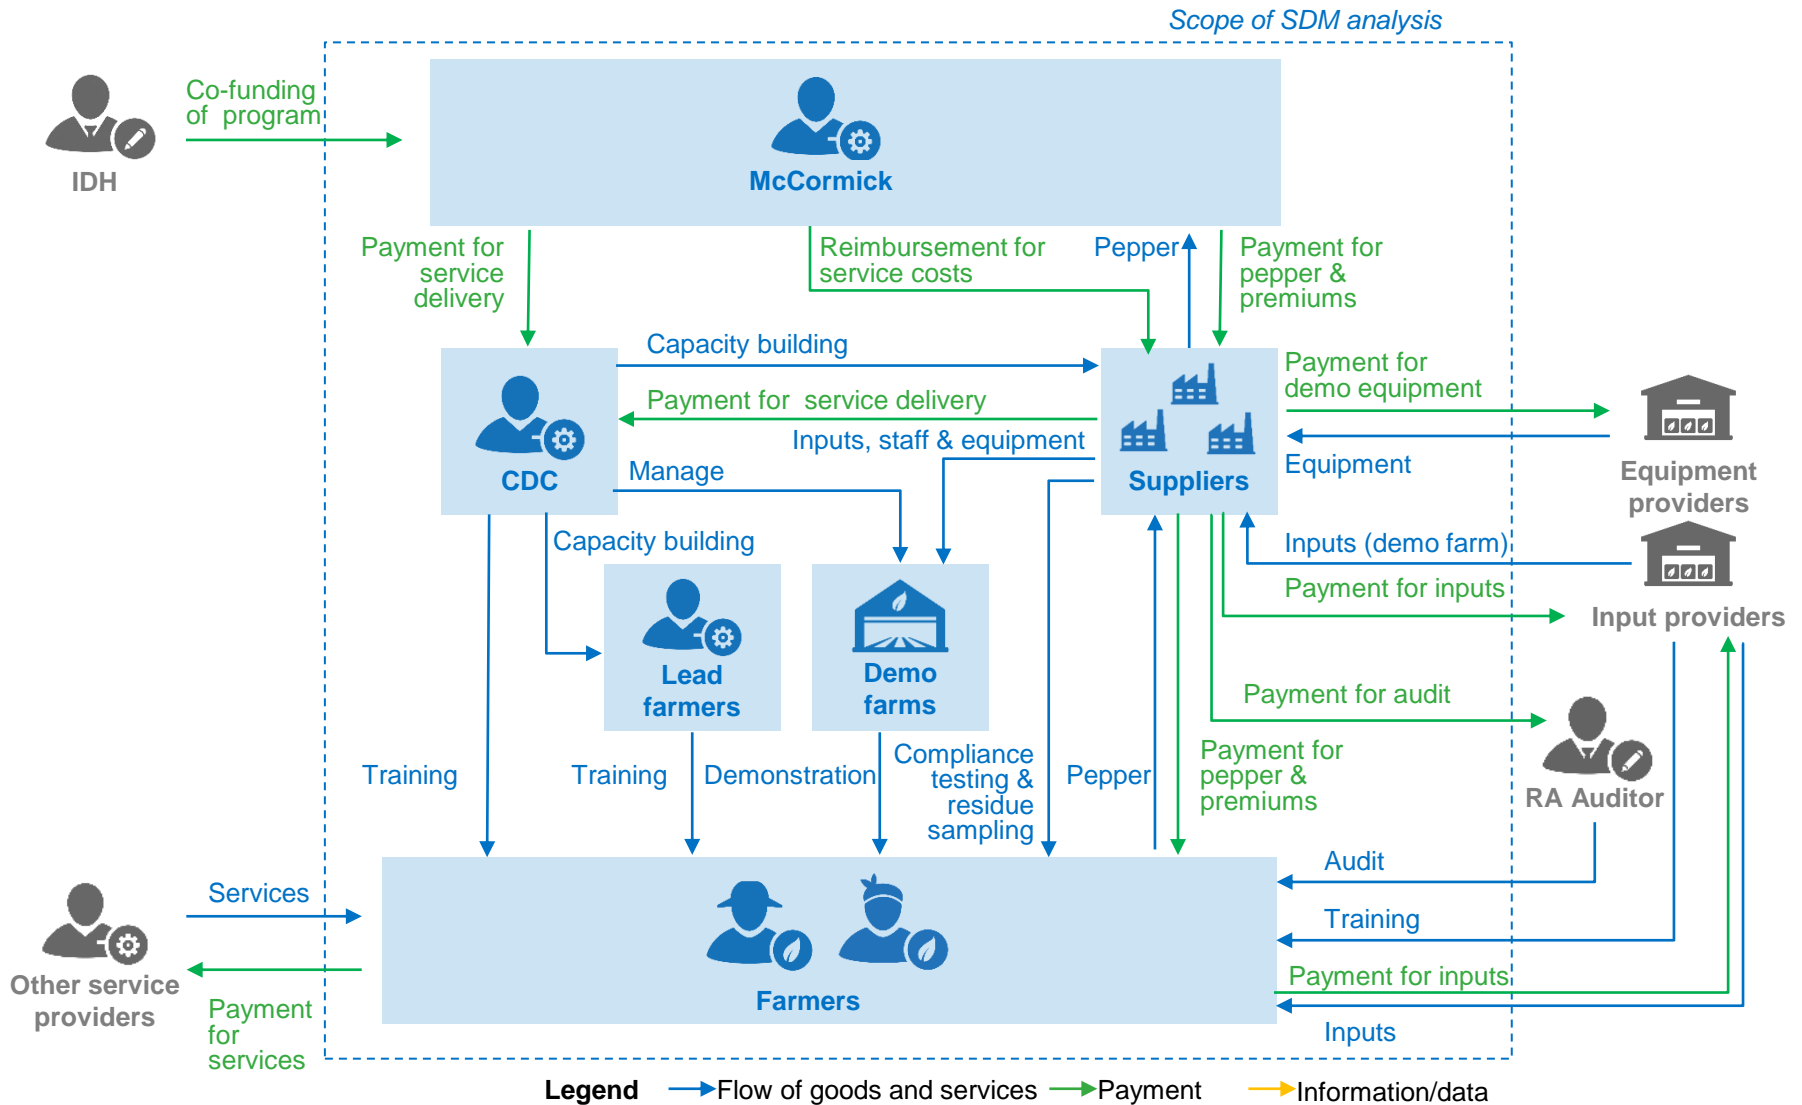 Scope of SDM analysis
Co-funding
of program
IDH
McCormick
Payment for
service
delivery
Reimbursement for
service costs
Pepper
Payment for
pepper &
premiums
Capacity building
Payment for service delivery
Inputs, staff & equipment
Manage
CDC
Suppliers
Payment for
demo equipment
Equipment
Equipment
providers
Capacity building
Inputs (demo farm)
Payment for inputs
Input providers
Lead
farmers
Demo
farms
Payment for audit
Training
Training
Demonstration
Compliance
testing &
residue
sampling
Pepper
Payment for
pepper &
premiums
RA Auditor
Audit
Services
Training
Other service
providers
Farmers
Payment for inputs
Payment
for
services
Inputs
Legend
Flow of goods and services
Payment
Information/data